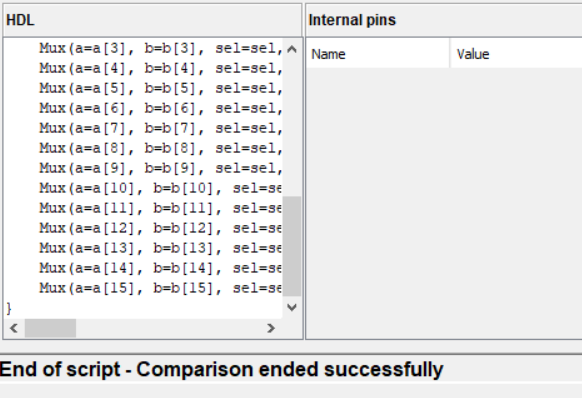 HDL
Mux(a=a[3], b=b[3], sel=sel,
Mux(a=a[4], b=b[4], sel=sel,
Mux(a=a[5], b=b[5], sel=sel,
Mux(a=a[6], b=b[6], sel=sel,
Mux(a=a[7], b=b[7], sel=sel,
Mux(a=a[8], b=b[8], sel=sel,
Mux(a=a[9], b=b[9], sel=sel,
Mux(a=a[10], b=b[10], sel=se
Mux(a=a[11], b=b[11], sel=se
Mux(a=a[12], b=b[12], sel=se
Mux(a=a[13], b=b[13], sel=se
Mux(a=a[14], b=b[14], sel=se
Mux(a=a[15], b=b[15], sel=se
}
Internal pins
Name Value
End of script - Comparison ended successfully